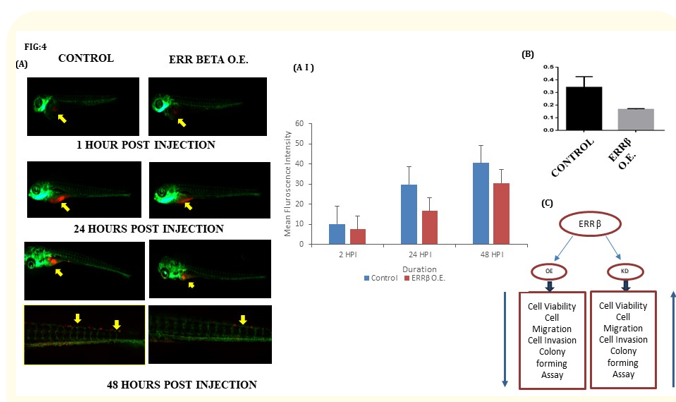 FIG:4
(A)
CONTROL
ERR BETA O.E.
1 HOUR POST INJECTION
24 HOURS POST INJECTION
48 HOURS POST INJECTION
(A I )
60
50
40
30
20
10
0
Mean Fluroscence Intensity
2 HPI
24 HPI
48 HPI
Duration
Control
ERRβ O.E.
(B)
0.5
0.4
0.3
0.2
0.1
0.0
CONTROL
ERRβ
O.E.
(C)
ERR β
OE
KD
Cell Viability
Cell
Migration
Cell Invasion
Colony
forming
Assay
Cell Viability
Cell
Migration
Cell Invasion
Colony
forming
Assay